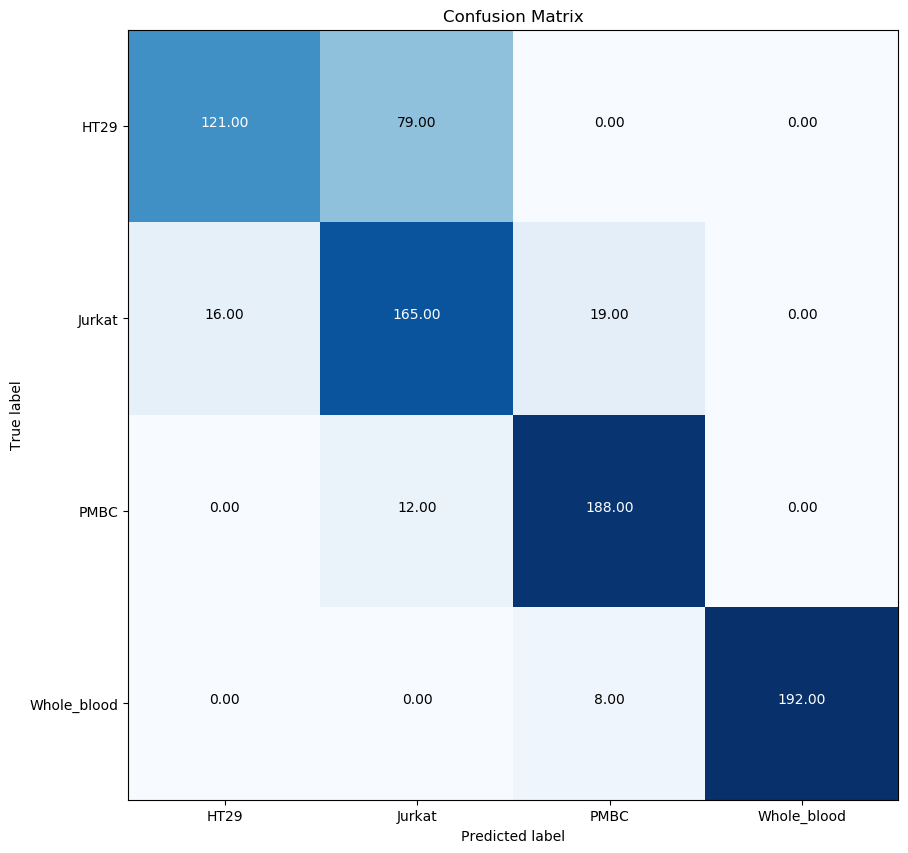 Confusion Matrix
True label
HT29
121.00 79.00 0.00 0.00
Jurkat
16.00 165.00 19.00 0.00
PMBC
0.00 12.00 188.00 0.00
Whole_blood
0.00 0.00 8.00 192.00
HT29 Jurkat PMBC Whole_blood
Predicted label